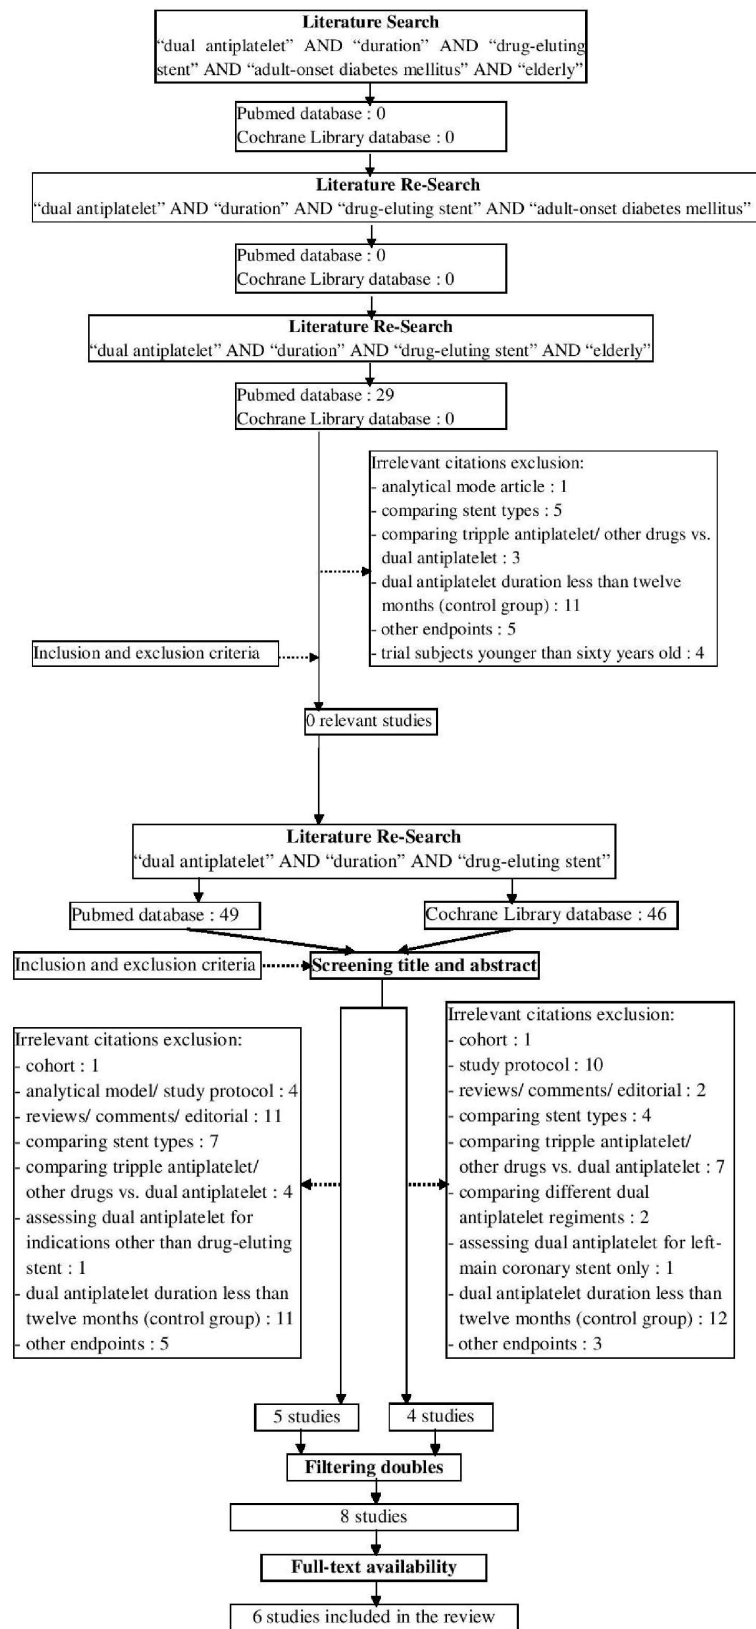 Literature Search
“dual antiplatelet” AND “duration” AND “drug-eluting
stent” AND “adult-onset diabetes mellitus” AND “elderly”
Pubmed database : 0
Cochrane Library database : 0
Literature Re-Search
“dual antiplatelet” AND “duration” AND “drug-eluting stent” AND “adult-onset diabetes mellitus”
Pubmed database : 0
Cochrane Library database : 0
Literature Re-Search
“dual antiplatelet” AND “duration” AND “drug-eluting stent” AND “elderly”
Pubmed database : 29
Cochrane Library database : 0
Irrelevant citations exclusion:
- analytical mode article : 1
- comparing stent types : 5
- comparing tripple antiplatelet/ other drugs vs.
dual antiplatelet : 3
- dual antiplatelet duration less than twelve
months (control group) : 11
- other endpoints : 5
- trial subjects younger than sixty years old : 4
Inclusion and exclusion criteria
0 relevant studies
Literature Re-Search
“dual antiplatelet” AND “duration” AND “drug-eluting stent”
Pubmed database : 49
Cochrane Library database : 46
Inclusion and exclusion criteria
Screening title and abstract
Irrelevant citations exclusion:
- cohort : 1
- analytical model/ study protocol : 4
- reviews/ comments/ editorial : 11
- comparing stent types : 7
- comparing tripple antiplatelet/
other drugs vs. dual antiplatelet : 4
- assessing dual antiplatelet for
indications other than drug-eluting
stent : 1
- dual antiplatelet duration less than
twelve months (control group) : 11
- other endpoints : 5
Irrelevant citations exclusion:
- cohort : 1
- study protocol : 10
- reviews/ comments/ editorial : 2
- comparing stent types : 4
- comparing tripple antiplatelet/
other drugs vs. dual antiplatelet : 7
- comparing different dual
antiplatelet regiments : 2
- assessing dual antiplatelet for left-
main coronary stent only : 1
- dual antiplatelet duration less than
twelve months (control group) : 12
- other endpoints : 3
5 studies
4 studies
Filtering doubles
8 studies
Full-text availability
6 studies included in the review